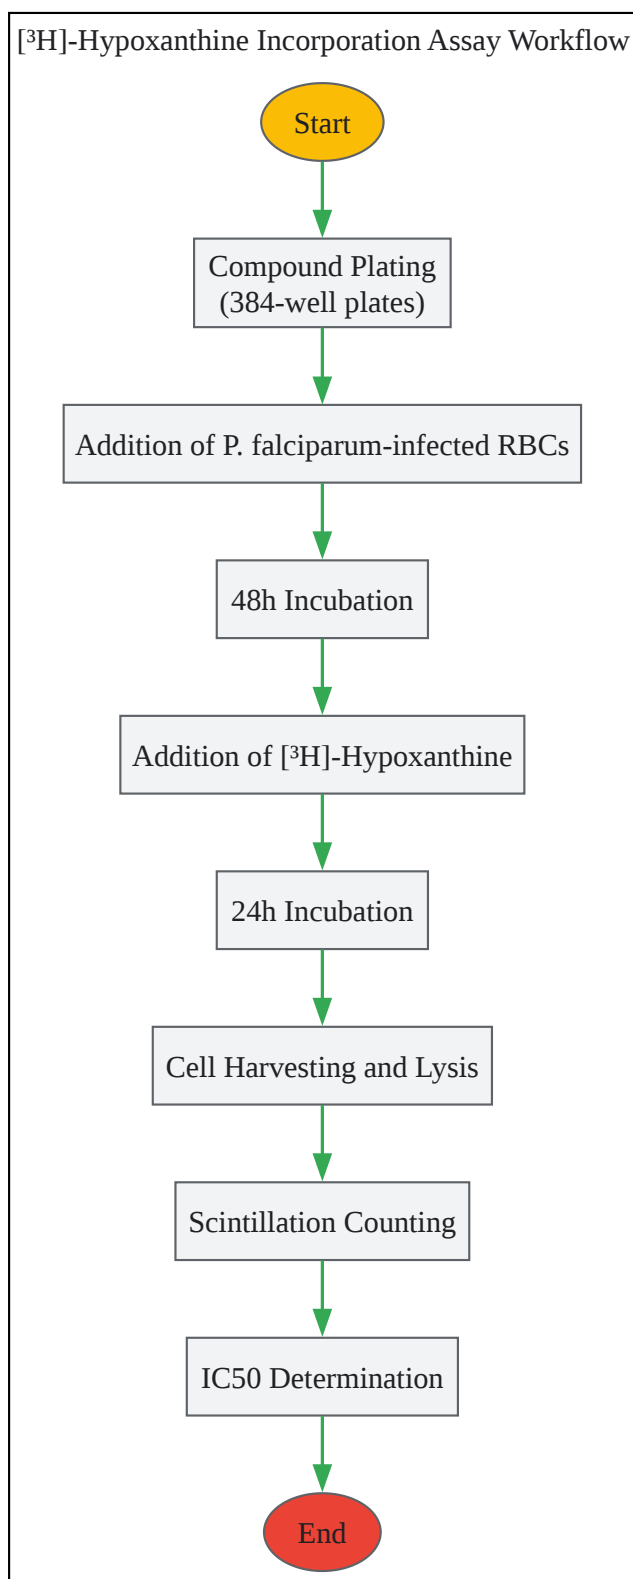 [³H]-Hypoxanthine Incorporation Assay Workflow
Start
Compound Plating
(384-well plates)
Addition of P. falciparum-infected RBCs
48h Incubation
Addition of [³H]-Hypoxanthine
24h Incubation
Cell Harvesting and Lysis
Scintillation Counting
IC50 Determination
End